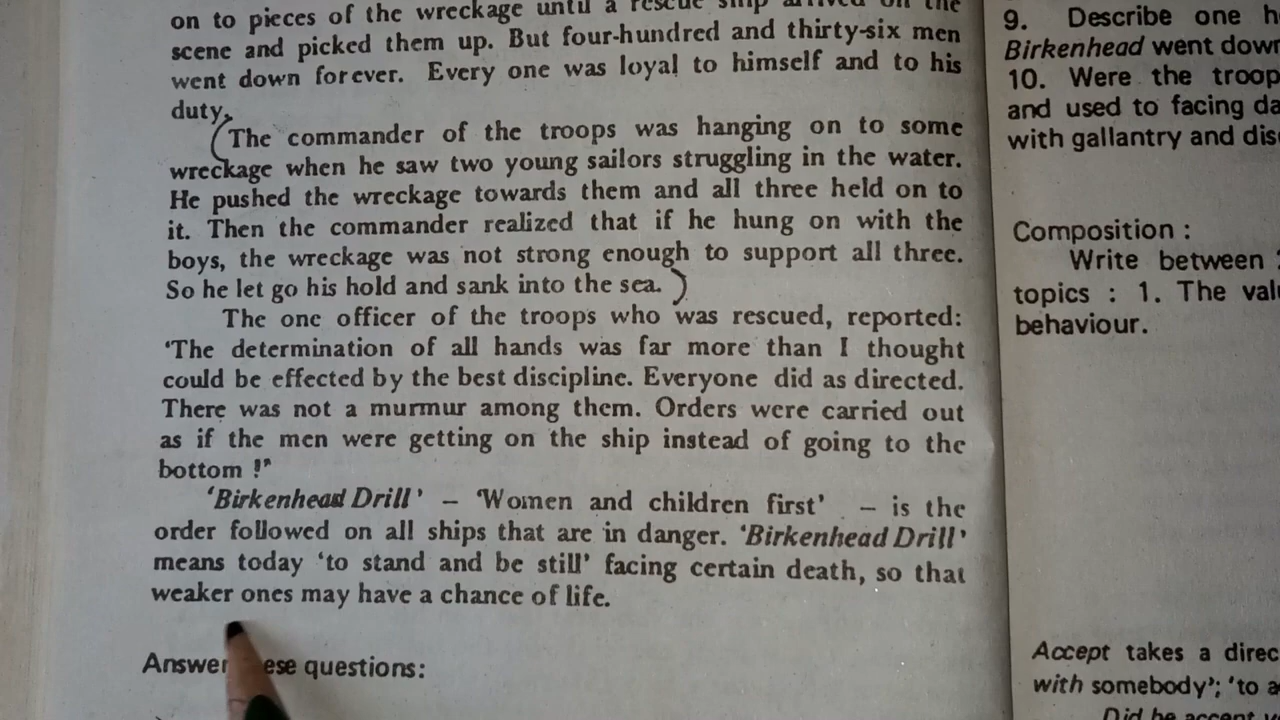 on to pieces of the wreckage until a rescue ship arrived on the
scene and picked them up. But four-hundred and thirty-six men
went down forever. Every one was loyal to himself and to his
duty.
(The commander of the troops was hanging on to some
wreckage when he saw two young sailors struggling in the water.
He pushed the wreckage towards them and all three held on to
it. Then the commander realized that if he hung on with the
boys, the wreckage was not strong enough to support all three.
So he let go his hold and sank into the sea. )
The one officer of the troops who was rescued, reported:
'The determination of all hands was far more than I thought
could be effected by the best discipline. Everyone did as directed.
There was not a murmur among them. Orders were carried out
as if the men were getting on the ship instead of going to the
bottom !"
'Birkenhead Drill' – 'Women and children first' – is the
order followed on all ships that are in danger. 'Birkenhead Drill'
means today 'to stand and be still' facing certain death, so that
weaker ones may have a chance of life.
Answer questions:
9. Describe one
Birkenhead went down
10. Were the troop
and used to facing
with gallantry and
Composition :
Write between
topics : 1. The
behaviour.
Accept takes a
with somebody'; 'to
Did he accept